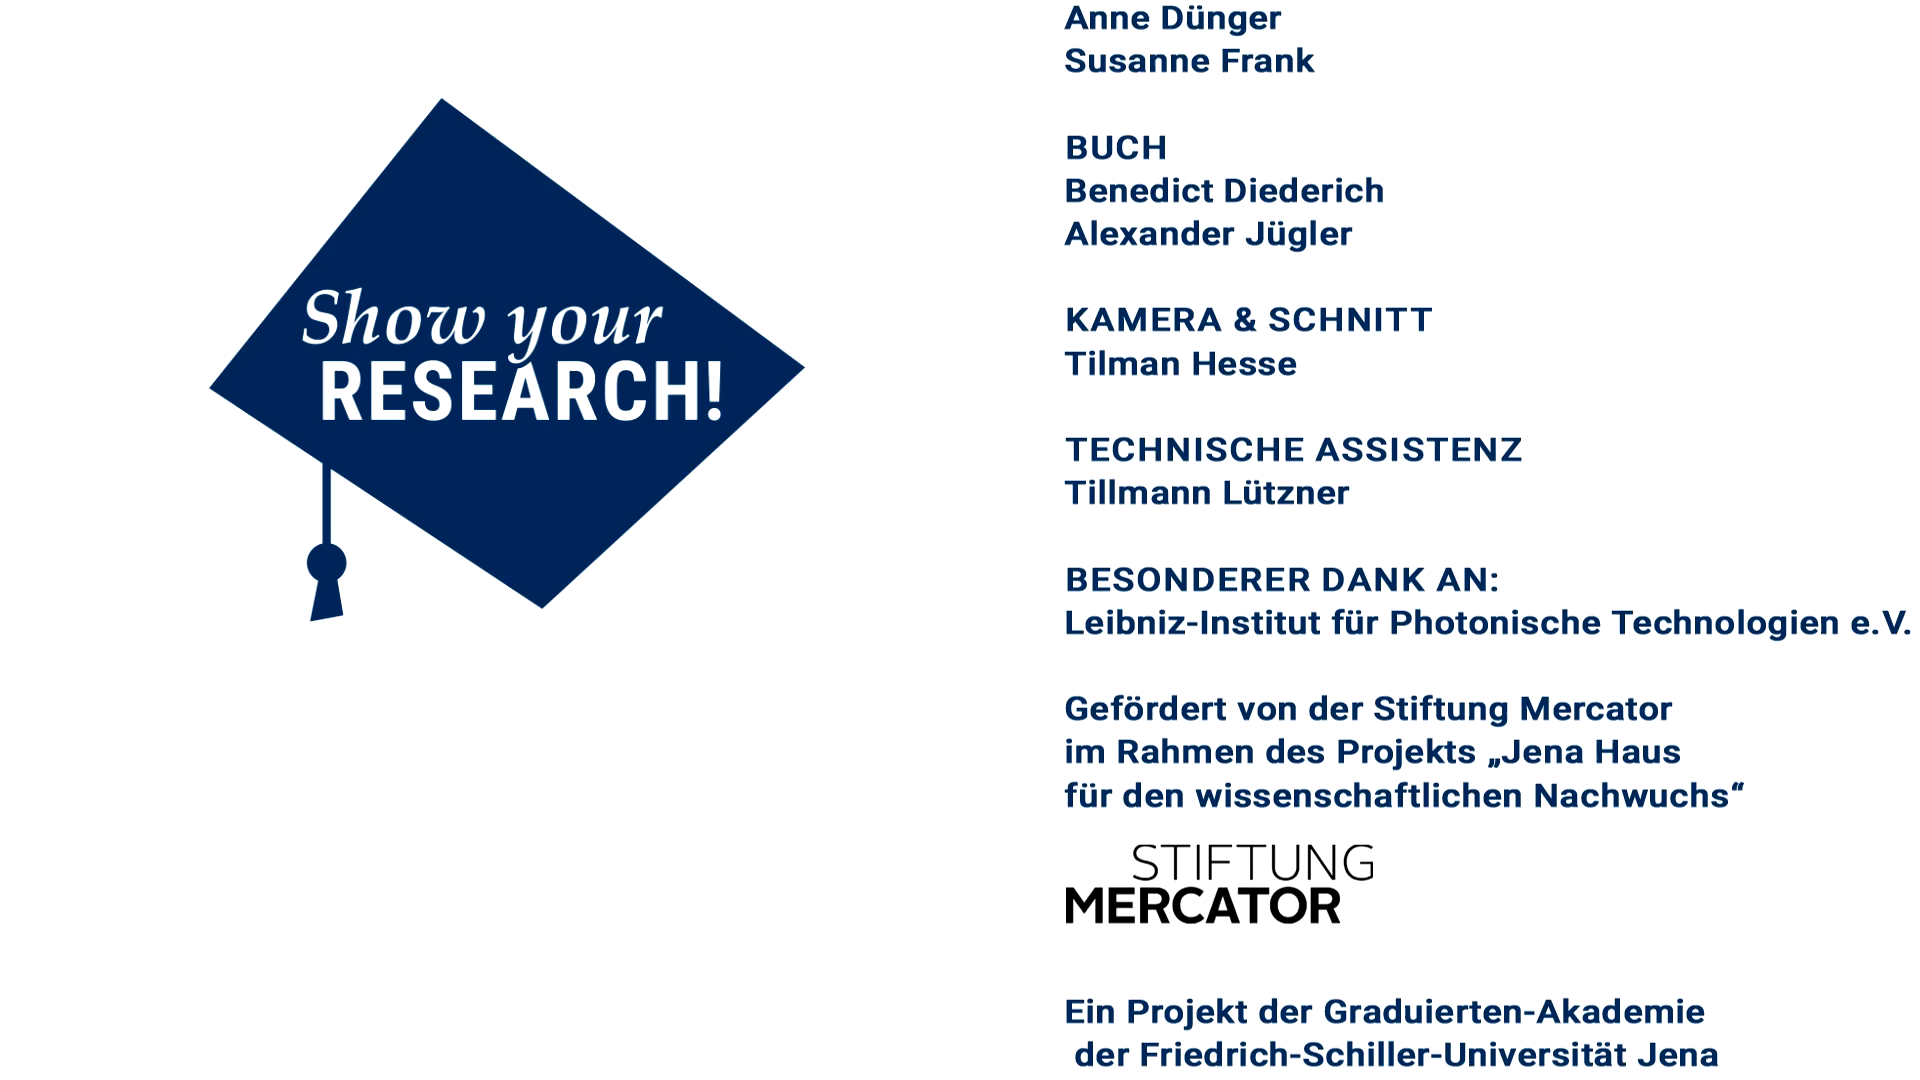 Show your
RESEARCH!
Anne Dünger
Susanne Frank
BUCH
Benedict Diederich
Alexander Jügler
KAMERA & SCHNITT
Tilman Hesse
TECHNISCHE ASSISTENZ
Tillmann Lützner
BESONDERER DANK AN:
Leibniz-Institut für Photonische Technologien e.V.
Gefördert von der Stiftung Mercator
im Rahmen des Projekts „Jena Haus
für den wissenschaftlichen Nachwuchs“
STIFTUNG
MERCATOR
Ein Projekt der Graduierten-Akademie
der Friedrich-Schiller-Universität Jena